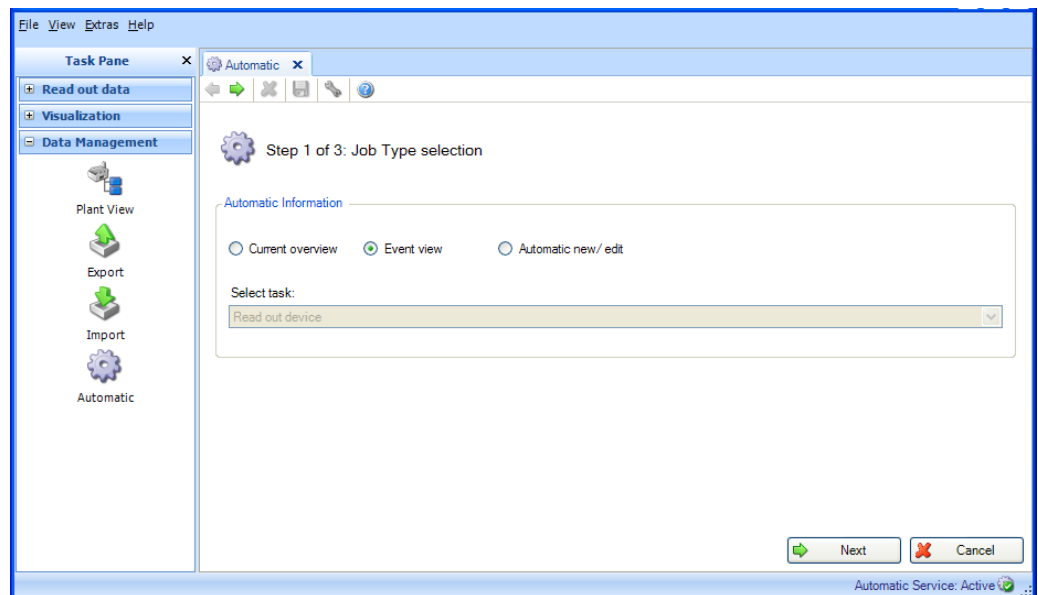 File View Extras Help
Task Pane
Automatic
Read out data
Visualization
Data Management
Step 1 of 3: Job Type selection
Plant View
Automatic Information
Current overview Event view Automatic new/ edit
Export
Select task:
Read out device
Import
Automatic
Next Cancel
Automatic Service: Active